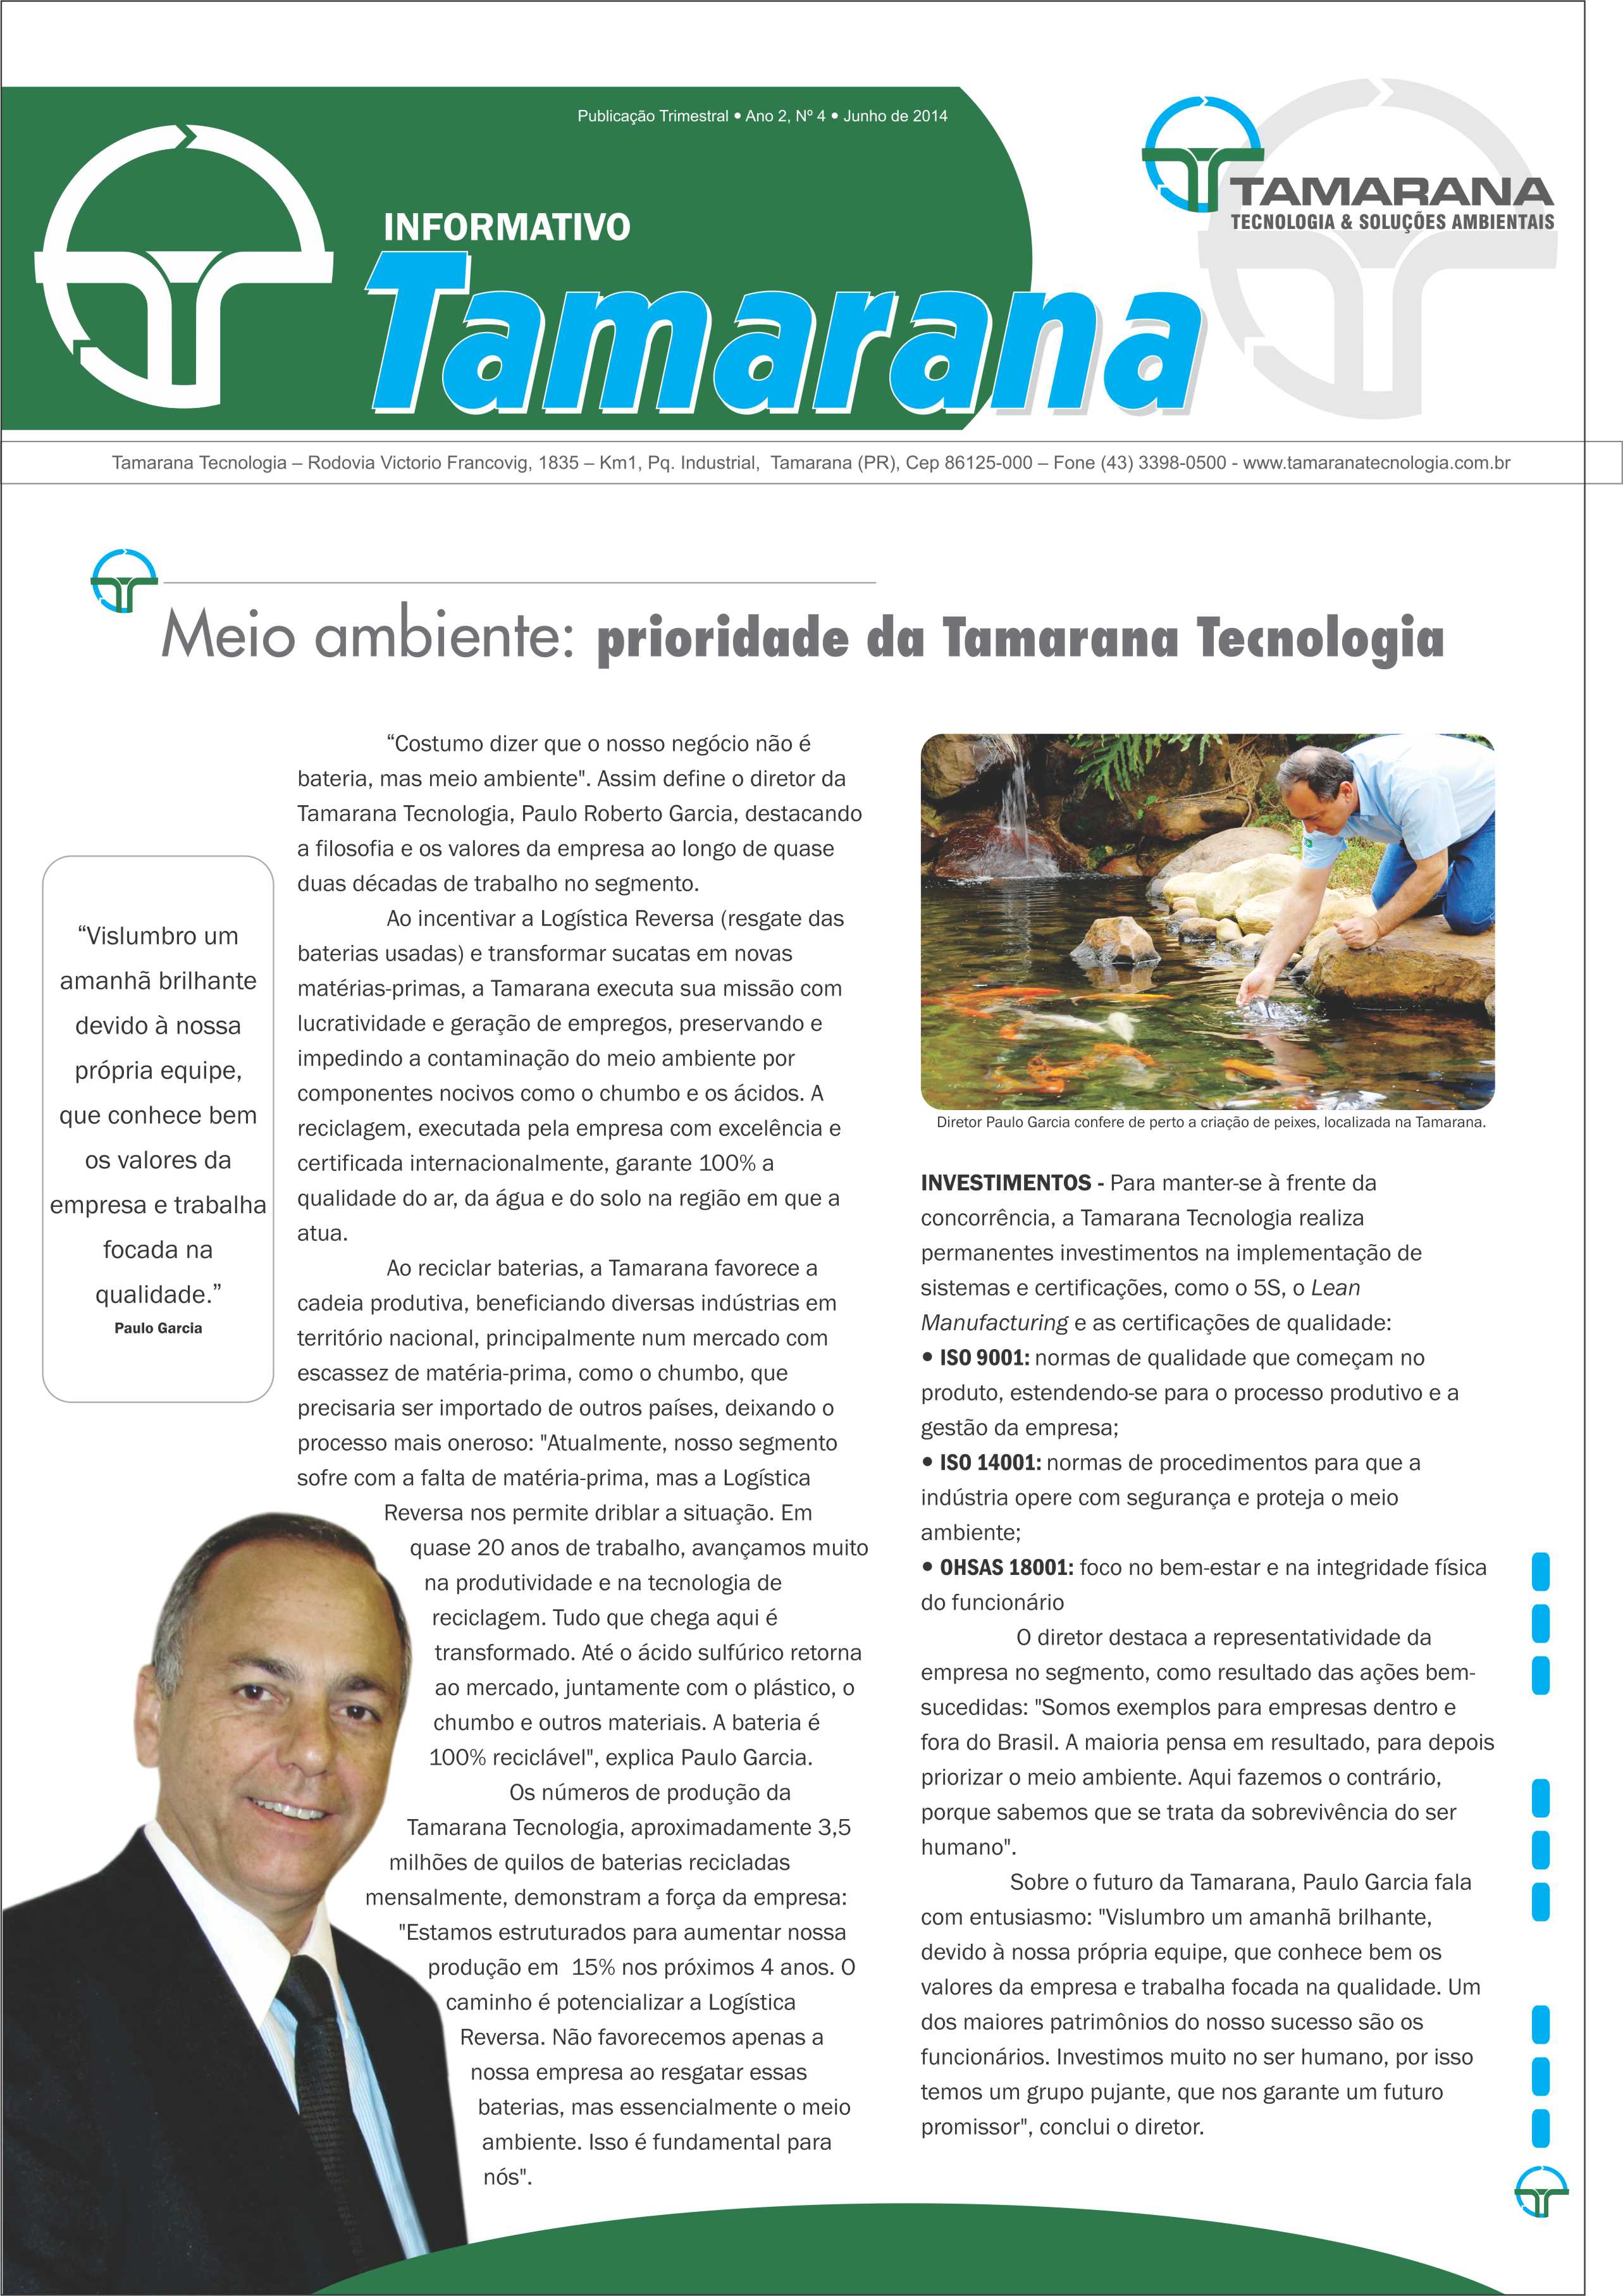 Publicação Trimestral • Ano 2, Nº 4 • Junho de 2014
INFORMATIVO
Tamarana
TAMARANA
TECNOLOGIA & SOLUÇÕES AMBIENTAIS
Tamarana Tecnologia – Rodovia Victorio Francovig, 1835 – Km1, Pq. Industrial, Tamarana (PR), Cep 86125-000 – Fone (43) 3398-0500 - www.tamaranatecnologia.com.br
Meio ambiente: prioridade da Tamarana Tecnologia
“Vislumbro um
amanhã brilhante
devido à nossa
própria equipe,
que conhece bem
os valores da
empresa e trabalha
focada na
qualidade.”
Paulo Garcia
“Costumo dizer que o nosso negócio não é
bateria, mas meio ambiente". Assim define o diretor da
Tamarana Tecnologia, Paulo Roberto Garcia, destacando
a filosofia e os valores da empresa ao longo de quase
duas décadas de trabalho no segmento.
Ao incentivar a Logística Reversa (resgate das
baterias usadas) e transformar sucatas em novas
matérias-primas, a Tamarana executa sua missão com
lucratividade e geração de empregos, preservando e
impedindo a contaminação do meio ambiente por
componentes nocivos como o chumbo e os ácidos. A
reciclagem, executada pela empresa com excelência e
certificada internacionalmente, garante 100% a
qualidade do ar, da água e do solo na região em que a
atua.
Ao reciclar baterias, a Tamarana favorece a
cadeia produtiva, beneficiando diversas indústrias em
território nacional, principalmente num mercado com
escassez de matéria-prima, como o chumbo, que
precisaria ser importado de outros países, deixando o
processo mais oneroso: "Atualmente, nosso segmento
sofre com a falta de matéria-prima, mas a Logística
Reversa nos permite driblar a situação. Em
quase 20 anos de trabalho, avançamos muito
na produtividade e na tecnologia de
reciclagem. Tudo que chega aqui é
transformado. Até o ácido sulfúrico retorna
ao mercado, juntamente com o plástico, o
chumbo e outros materiais. A bateria é
100% reciclável", explica Paulo Garcia.
Os números de produção da
Tamarana Tecnologia, aproximadamente 3,5
milhões de quilos de baterias recicladas
mensalmente, demonstram a força da empresa:
"Estamos estruturados para aumentar nossa
produção em 15% nos próximos 4 anos. O
caminho é potencializar a Logística
Reversa. Não favorecemos apenas a
nossa empresa ao resgatar essas
baterias, mas essencialmente o meio
ambiente. Isso é fundamental para
nós".
Diretor Paulo Garcia confere de perto a criação de peixes, localizada na Tamarana.
INVESTIMENTOS - Para manter-se à frente da
concorrência, a Tamarana Tecnologia realiza
permanentes investimentos na implementação de
sistemas e certificações, como o 5S, o Lean
Manufacturing e as certificações de qualidade:
• ISO 9001: normas de qualidade que começam no
produto, estendendo-se para o processo produtivo e a
gestão da empresa;
• ISO 14001: normas de procedimentos para que a
indústria opere com segurança e proteja o meio
ambiente;
• OHSAS 18001: foco no bem-estar e na integridade física
do funcionário
O diretor destaca a representatividade da
empresa no segmento, como resultado das ações bem-
sucedidas: "Somos exemplos para empresas dentro e
fora do Brasil. A maioria pensa em resultado, para depois
priorizar o meio ambiente. Aqui fazemos o contrário,
porque sabemos que se trata da sobrevivência do ser
humano".
Sobre o futuro da Tamarana, Paulo Garcia fala
com entusiasmo: "Vislumbro um amanhã brilhante,
devido à nossa própria equipe, que conhece bem os
valores da empresa e trabalha focada na qualidade. Um
dos maiores patrimônios do nosso sucesso são os
funcionários. Investimos muito no ser humano, por isso
temos um grupo pujante, que nos garante um futuro
promissor", conclui o diretor.